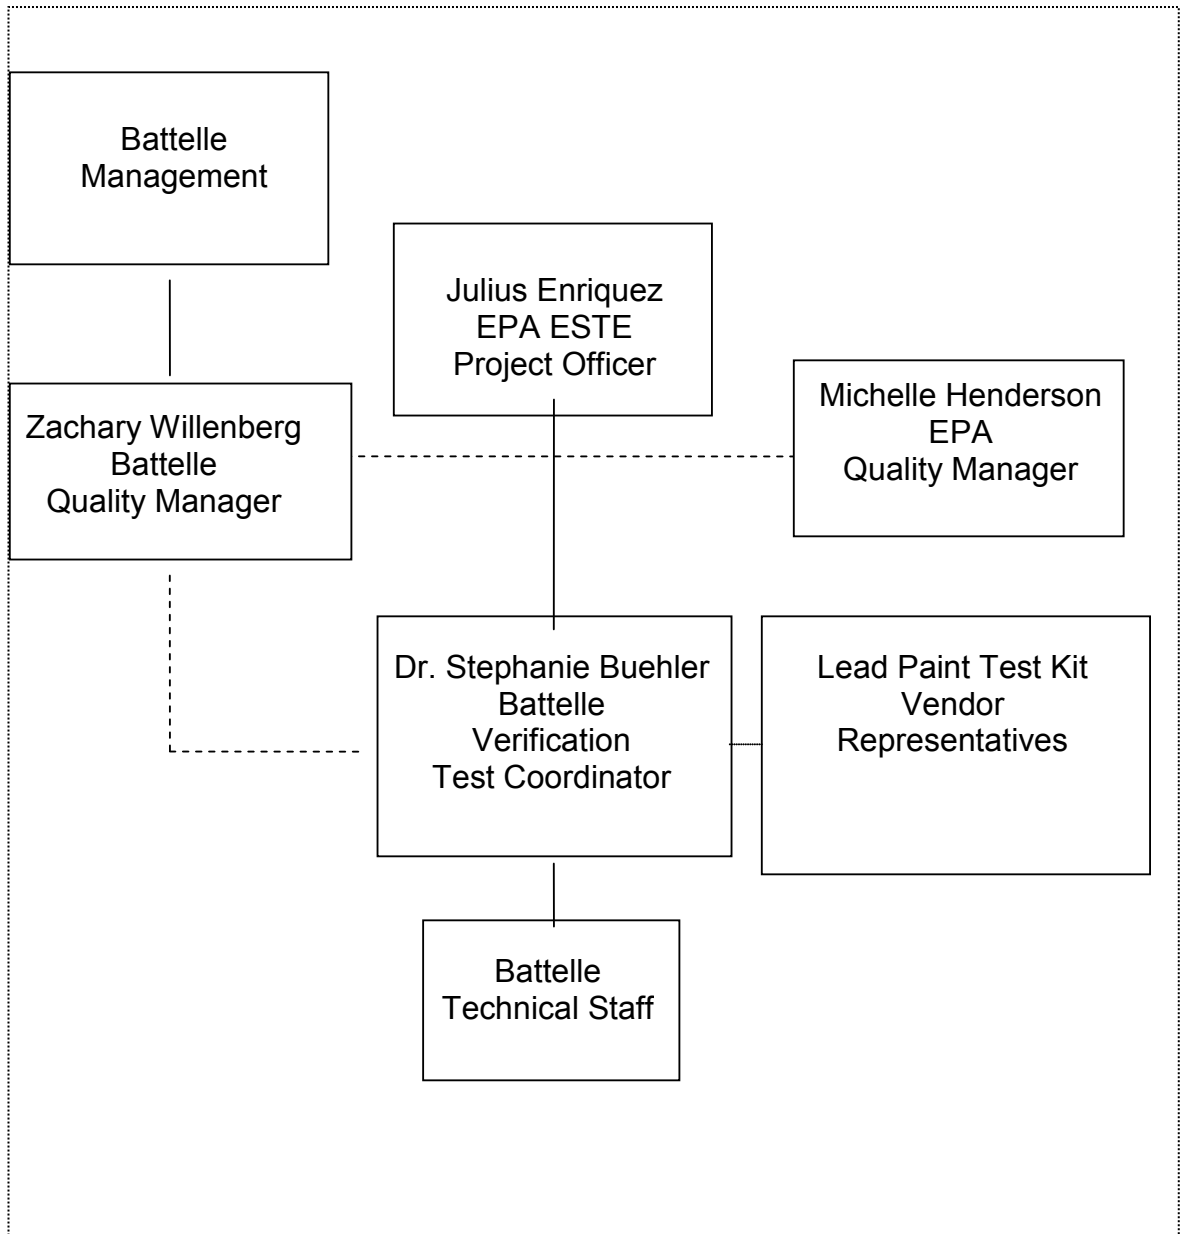 Battelle
Management
Julius Enriquez
EPA ESTE
Project Officer
Zachary Willenberg
Battelle
Quality Manager
Michelle Henderson
EPA
Quality Manager
Dr. Stephanie Buehler
Battelle
Verification
Test Coordinator
Lead Paint Test Kit
Vendor
Representatives
Battelle
Technical Staff